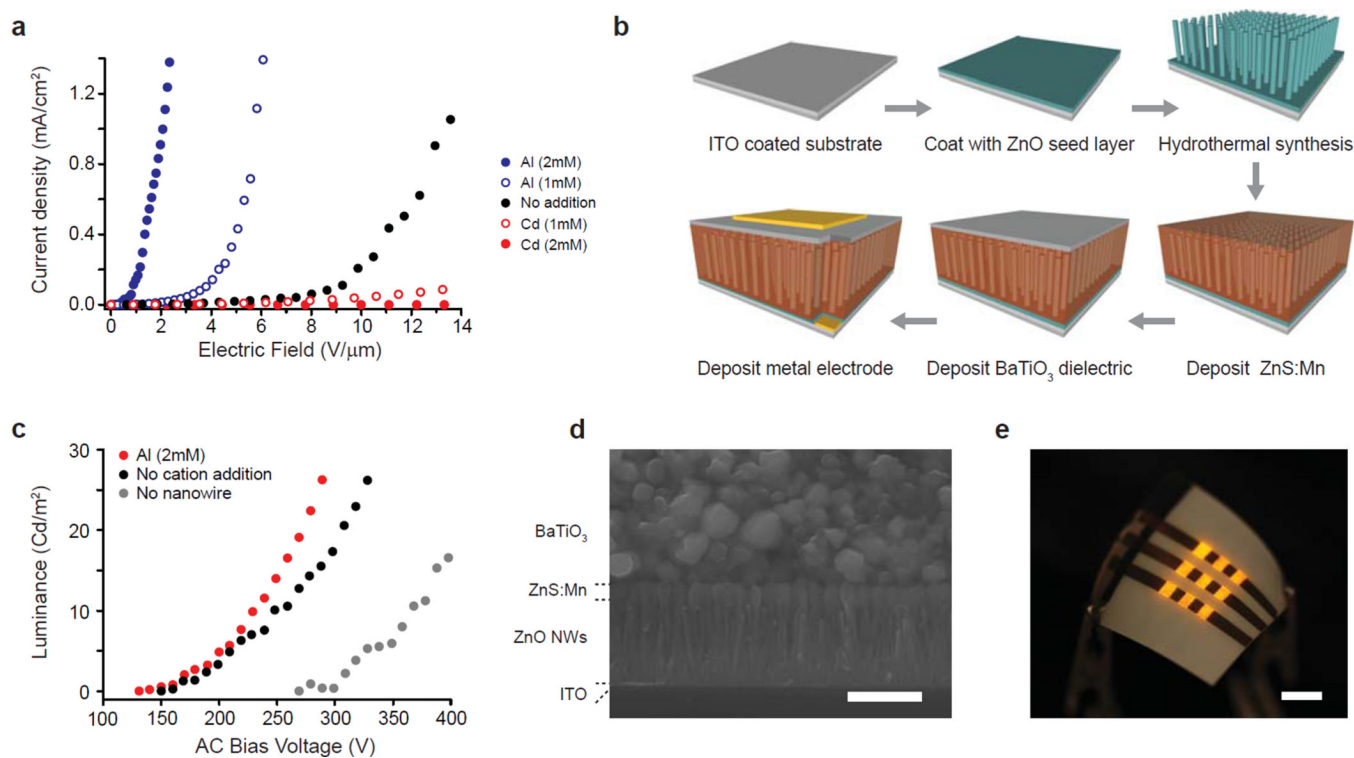 a
Current density (mA/cm²)
1.2
0.8
0.4
0.0
0 2 4 6 8 10 12 14
Electric Field (V/μm)
Al (2mM)
Al (1mM)
No addition
Cd (1mM)
Cd (2mM)
b
ITO coated substrate
Coat with ZnO seed layer
Hydrothermal synthesis
Deposit metal electrode
Deposit BaTiO₃ dielectric
Deposit ZnS:Mn
c
Luminance (Cd/m²)
30
20
10
0
100 150 200 250 300 350 400
AC Bias Voltage (V)
Al (2mM)
No cation addition
No nanowire
d
BaTiO₃
ZnS:Mn
ZnO NWs
ITO
e